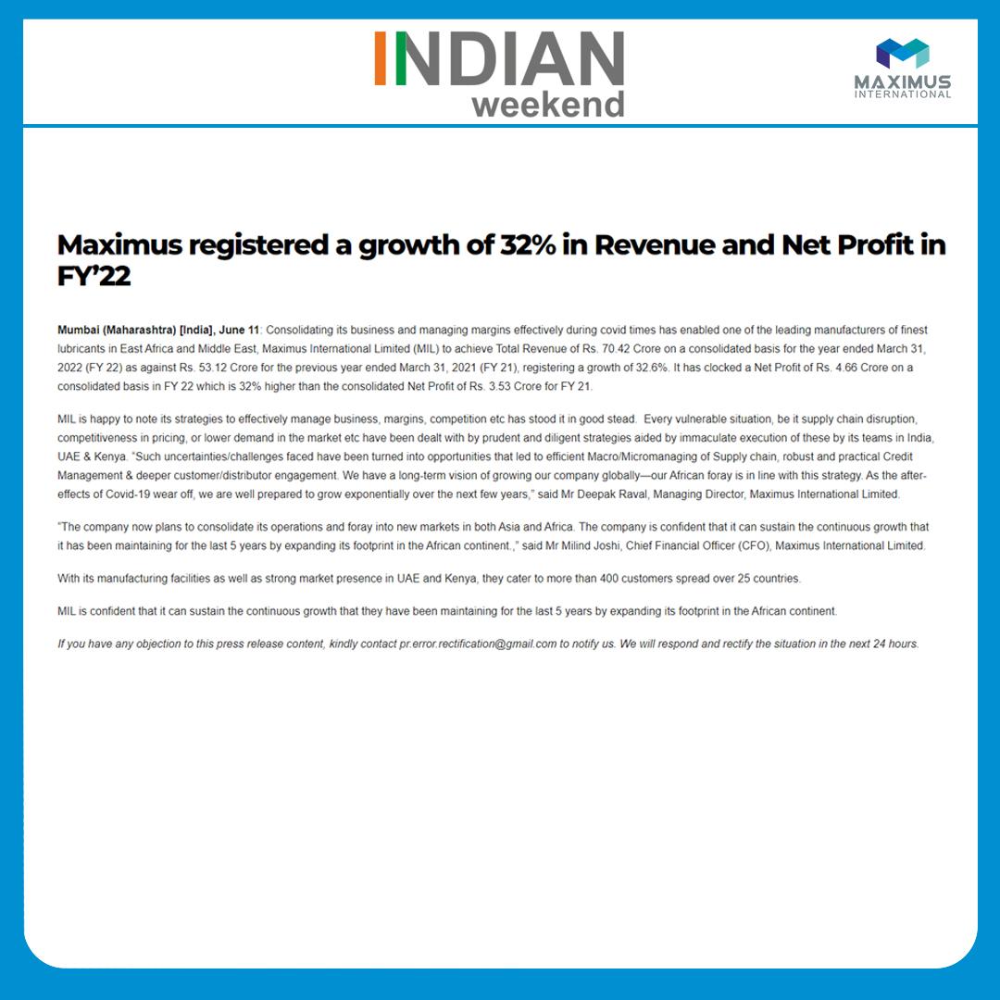 INDIAN
weekend
MAXIMUS
INTERNATIONAL
Maximus registered a growth of 32% in Revenue and Net Profit in
FY’22
Mumbai (Maharashtra) [India], June 11: Consolidating its business and managing margins effectively during covid times has enabled one of the leading manufacturers of finest
lubricants in East Africa and Middle East, Maximus International Limited (MIL) to achieve Total Revenue of Rs. 70.42 Crore on a consolidated basis for the year ended March 31,
2022 (FY 22) as against Rs. 53.12 Crore for the previous year ended March 31, 2021 (FY 21), registering a growth of 32.6%. It has clocked a Net Profit of Rs. 4.66 Crore on a
consolidated basis in FY 22 which is 32% higher than the consolidated Net Profit of Rs. 3.53 Crore for FY 21.
MIL is happy to note its strategies to effectively manage business, margins, competition etc has stood it in good stead. Every vulnerable situation, be it supply chain disruption,
competitiveness in pricing, or lower demand in the market etc have been dealt with by prudent and diligent strategies aided by immaculate execution of these by its teams in India,
UAE & Kenya. “Such uncertainties/challenges faced have been turned into opportunities that led to efficient Macro/Micromanaging of Supply chain, robust and practical Credit
Management & deeper customer/distributor engagement. We have a long-term vision of growing our company globally—our African foray is in line with this strategy. As the after-
effects of Covid-19 wear off, we are well prepared to grow exponentially over the next few years,” said Mr Deepak Raval, Managing Director, Maximus International Limited.
“The company now plans to consolidate its operations and foray into new markets in both Asia and Africa. The company is confident that it can sustain the continuous growth that
it has been maintaining for the last 5 years by expanding its footprint in the African continent.,” said Mr Milind Joshi, Chief Financial Officer (CFO), Maximus International Limited.
With its manufacturing facilities as well as strong market presence in UAE and Kenya, they cater to more than 400 customers spread over 25 countries.
MIL is confident that it can sustain the continuous growth that they have been maintaining for the last 5 years by expanding its footprint in the African continent.
If you have any objection to this press release content, kindly contact pr.error.rectification@gmail.com to notify us. We will respond and rectify the situation in the next 24 hours.